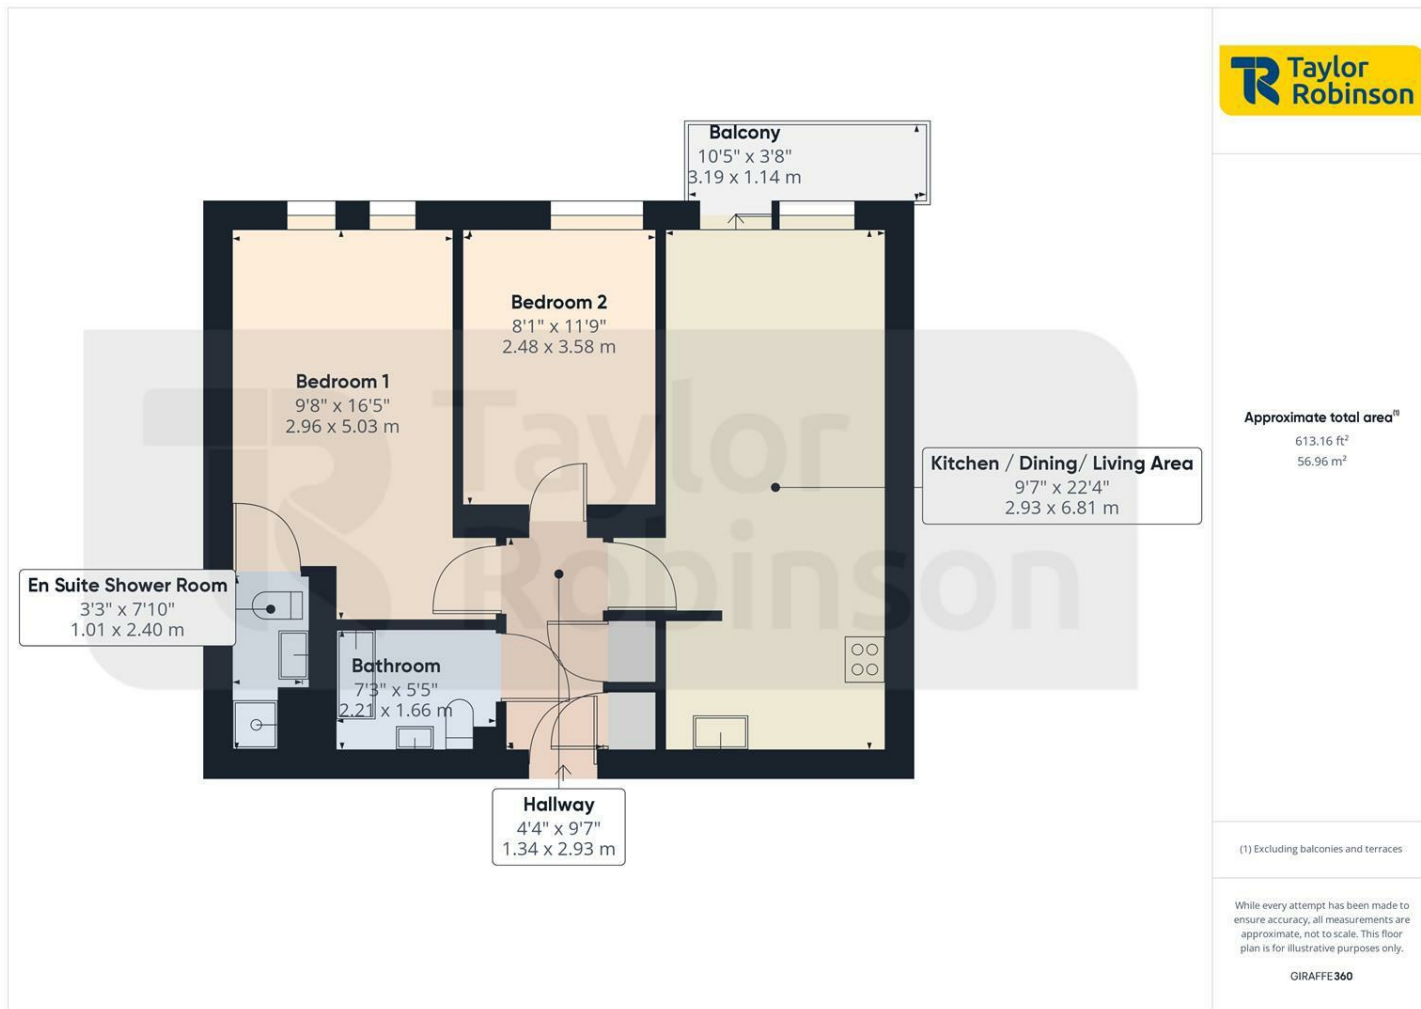 Taylor
Robinson
Balcony
10'5" x 3'8"
3.19 x 1.14 m
Bedroom 2
8'1" x 11'9"
2.48 x 3.58 m
Bedroom 1
9'8" x 16'5"
2.96 x 5.03 m
Kitchen / Dining/ Living Area
9'7" x 22'4"
2.93 x 6.81 m
En Suite Shower Room
3'3" x 7'10"
1.01 x 2.40 m
Bathroom
7'3" x 5'5"
2.21 x 1.66 m
Hallway
4'4" x 9'7"
1.34 x 2.93 m
Taylor
Robinson
Approximate total area(1)
613.16 ft²
56.96 m²
(1) Excluding balconies and terraces
While every attempt has been made to
ensure accuracy, all measurements are
approximate, not to scale. This floor
plan is for illustrative purposes only.
GIRAFFE360